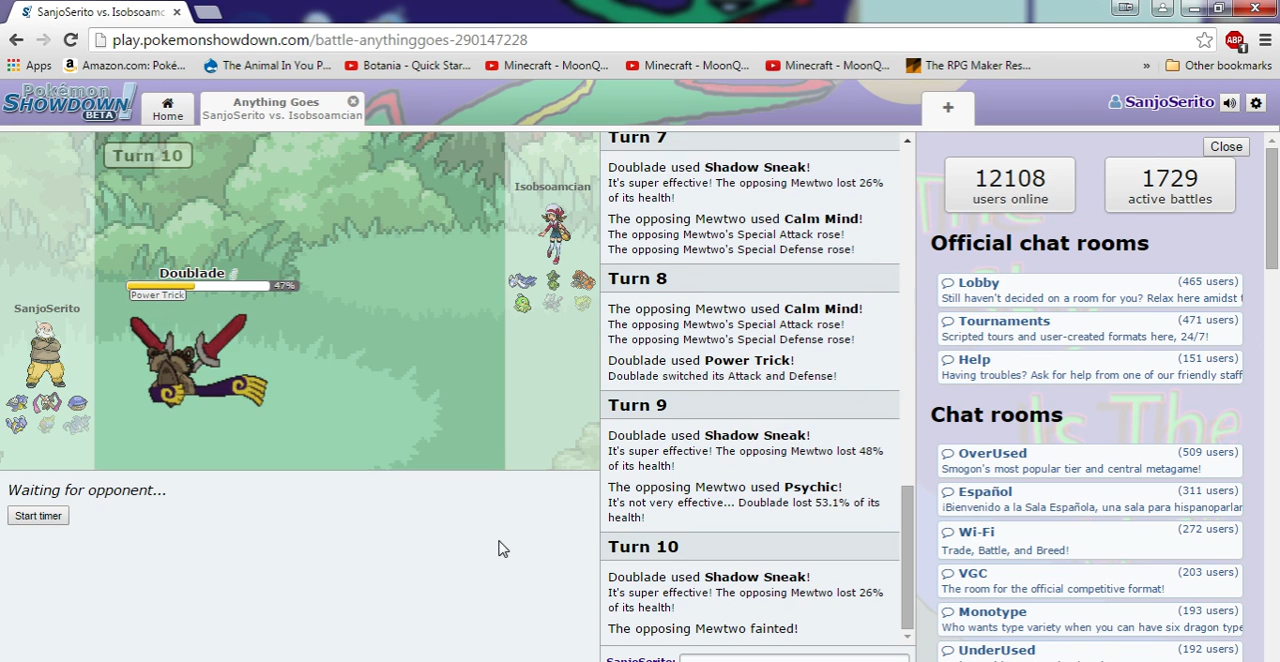 SanjoSerito vs. Isobsoamc
play.pokemonshowdown.com/battle-anythinggoes-290147228
ABP
1
Apps
Amazon.com: Poké...
The Animal In You P...
Botania - Quick Star...
Minecraft - MoonQ...
Minecraft - MoonQ...
Minecraft - MoonQ...
The RPG Maker Res...
»
Other bookmarks
Pokémon
SHOWDOWN!
BETA
Home
Anything Goes
SanjoSerito vs. Isobsoamcian
+
SanjoSerito
Turn 10
Isobsoamcian
Doublade
47%
Power Trick
SanjoSerito
Waiting for opponent...
Start timer
Turn 7
Doublade used Shadow Sneak!
It's super effective! The opposing Mewtwo lost 26%
of its health!
The opposing Mewtwo used Calm Mind!
The opposing Mewtwo's Special Attack rose!
The opposing Mewtwo's Special Defense rose!
Turn 8
The opposing Mewtwo used Calm Mind!
The opposing Mewtwo's Special Attack rose!
The opposing Mewtwo's Special Defense rose!
Doublade used Power Trick!
Doublade switched its Attack and Defense!
Turn 9
Doublade used Shadow Sneak!
It's super effective! The opposing Mewtwo lost 48%
of its health!
The opposing Mewtwo used Psychic!
It's not very effective... Doublade lost 53.1% of its
health!
Turn 10
Doublade used Shadow Sneak!
It's super effective! The opposing Mewtwo lost 26%
of its health!
The opposing Mewtwo fainted!
SanjoSerito:
Close
12108
users online
1729
active battles
Official chat rooms
Lobby (465 users)
Still haven't decided on a room for you? Relax here amidst t
Tournaments (471 users)
Scripted tours and user-created formats here, 24/7!
Help (151 users)
Having troubles? Ask for help from one of our friendly staff
Chat rooms
OverUsed (509 users)
Smogon's most popular tier and central metagame!
Español (311 users)
¡Bienvenido a la Sala Española, una sala para hispanoparlar
Wi-Fi (272 users)
Trade, Battle, and Breed!
VGC (203 users)
The room for the official competitive format!
Monotype (193 users)
Who wants type variety when you can have six dragon type
UnderUsed (192 users)
Is The